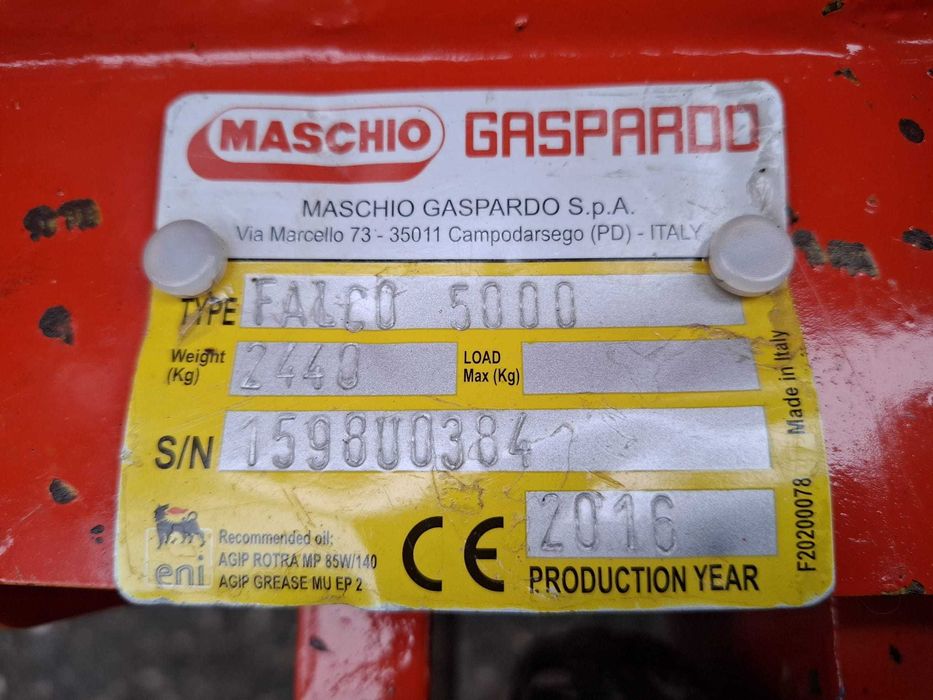 MASCHIO GASPARDO
MASCHIO GASPARDO S.p.A.
Via Marcello 73 - 35011 Campodarsego (PD) - ITALY
TYPE FALCO 5000
Weight (Kg) 2440 LOAD Max (Kg)
S/N 1598U0384
2016
PRODUCTION YEAR
CE
eni
Recommended oil:
AGIP ROTRA MP 85W/140
AGIP GREASE MU EP 2
F20200078 Made in Italy